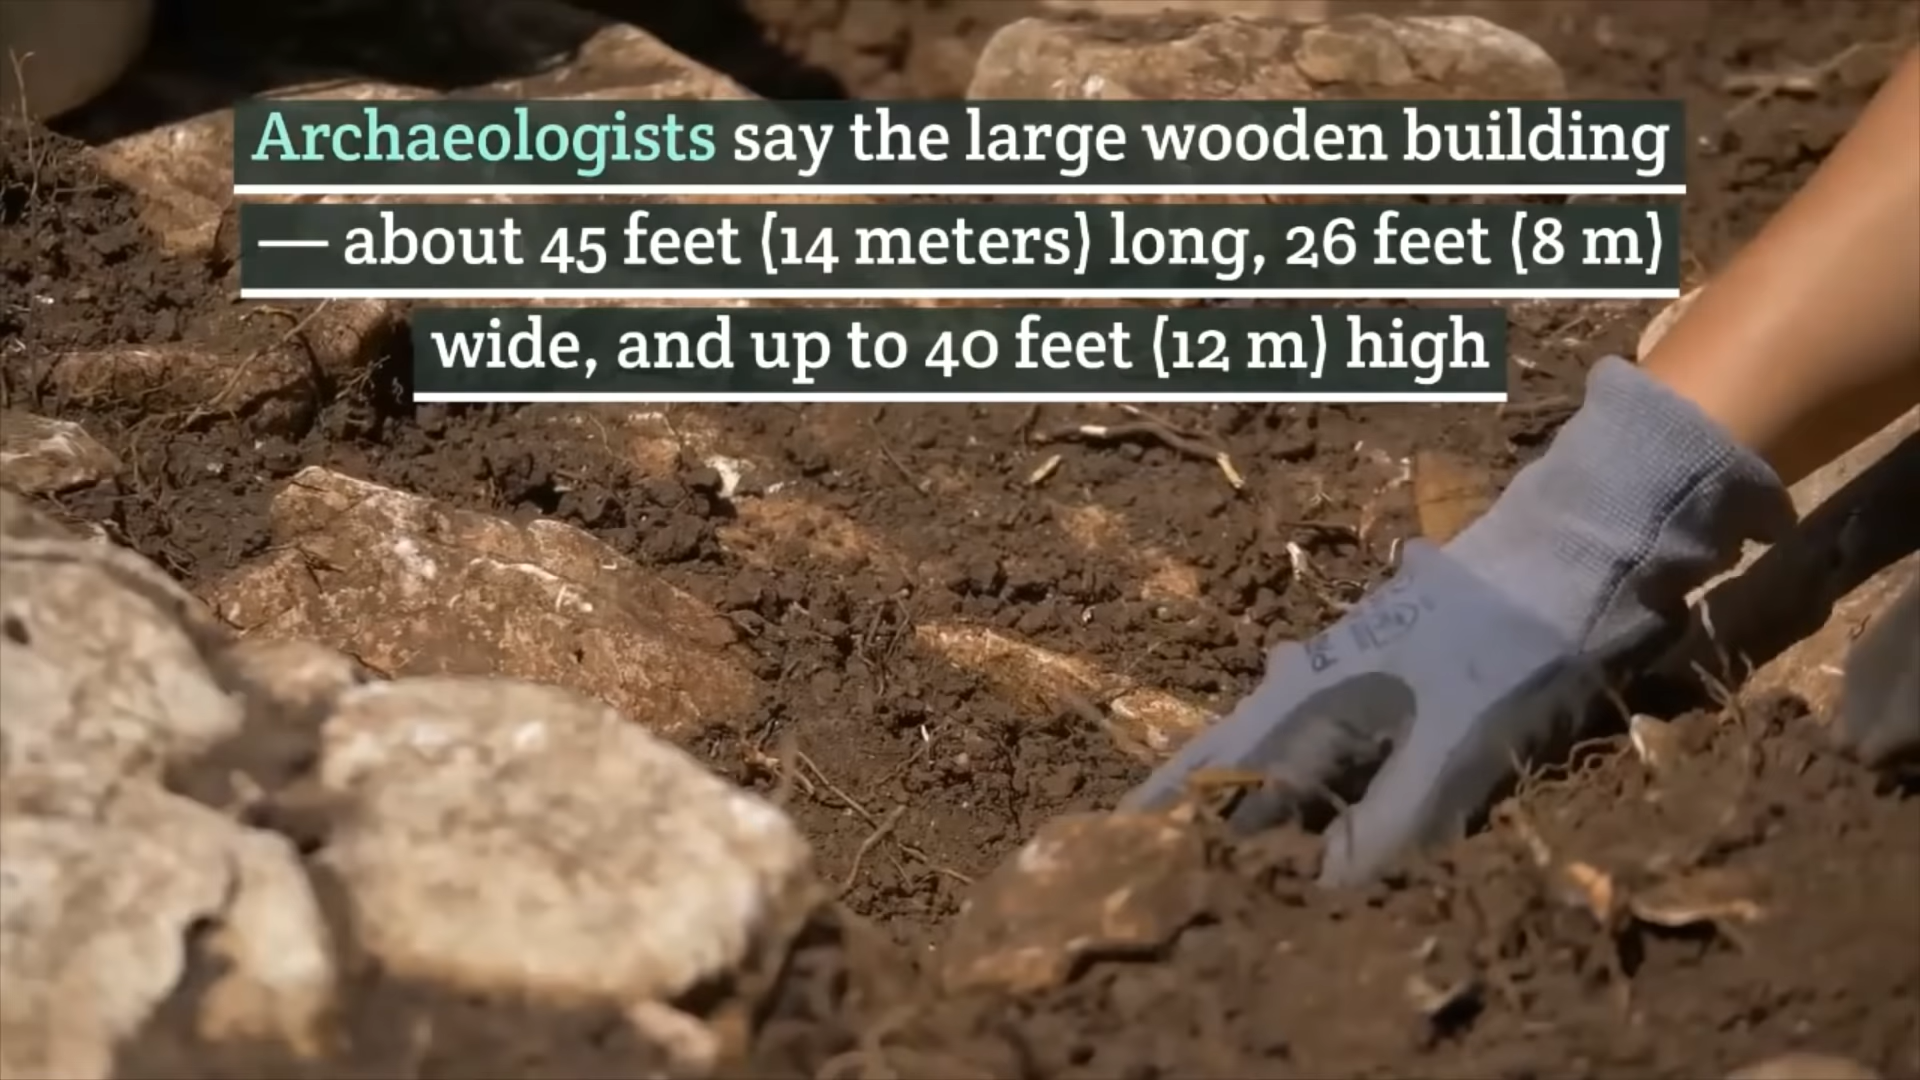 Archaeologists say the large wooden building
— about 45 feet (14 meters) long, 26 feet (8 m)
wide, and up to 40 feet (12 m) high